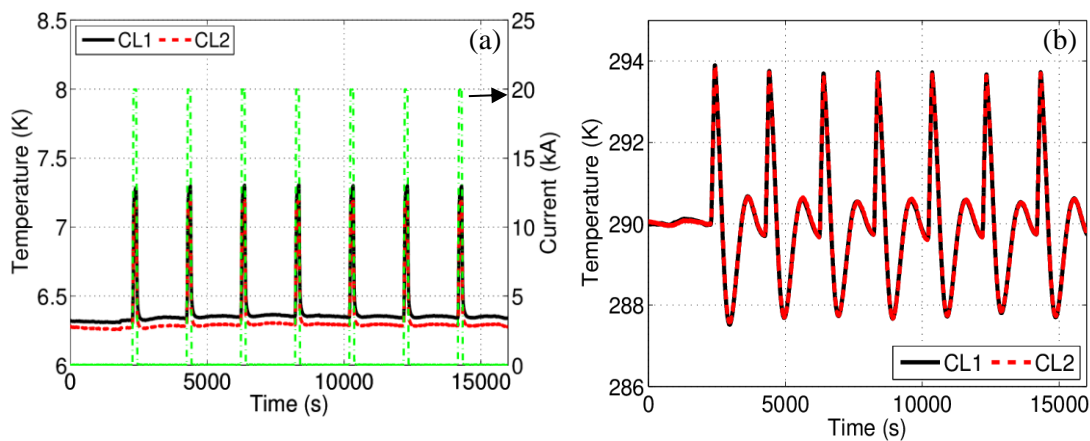 8.5
8
7.5
7
6.5
6
Temperature (K)
CL1 CL2
(a)
25
20
15
10
5
0
Current (kA)
0 5000 10000 15000
Time (s)
294
292
290
288
286
Temperature (K)
(b)
CL1 CL2
0 5000 10000 15000
Time (s)